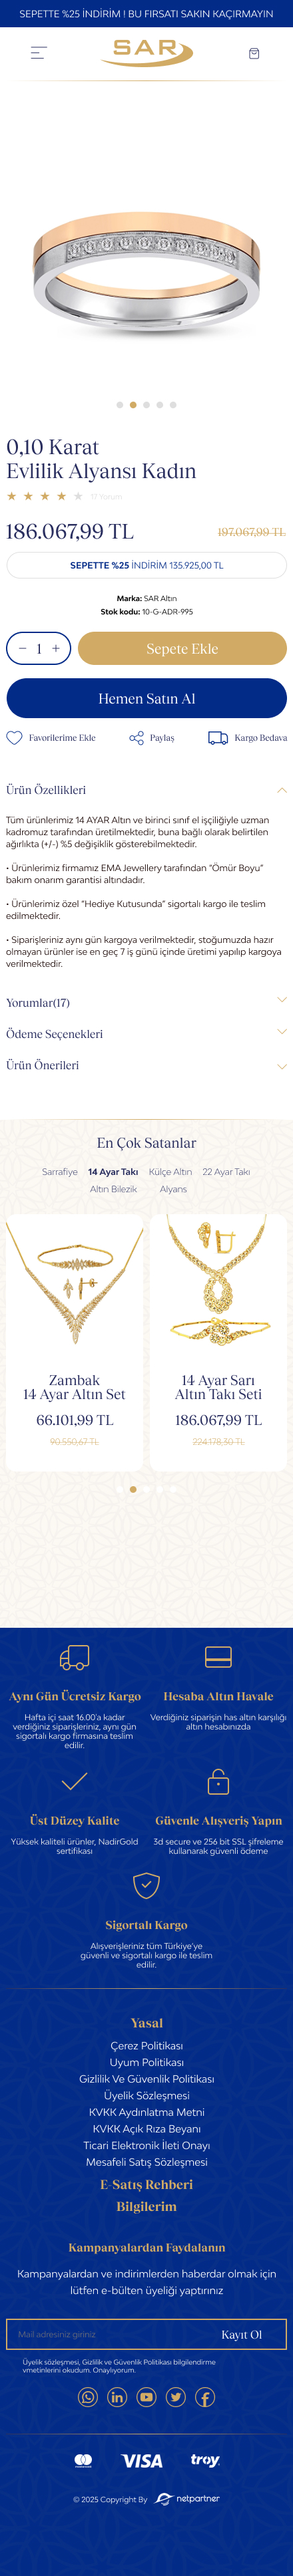 SEPETTE %25 İNDİRİM ! BU FIRSATI SAKIN KAÇIRMAYIN
SAR
0,10 Karat
Evlilik Alyansı Kadın
17 Yorum
186.067,99 TL
197.067,99 TL
SEPETTE %25 İNDİRİM 135.925,00 TL
Marka: SAR Altın
Stok kodu: 10-G-ADR-995
1
Sepete Ekle
Hemen Satın Al
Favorilerime Ekle
Paylaş
Kargo Bedava
Ürün Özellikleri
Tüm ürünlerimiz 14 AYAR Altın ve birinci sınıf el işçiliğiyle uzman
kadromuz tarafından üretilmektedir, buna bağlı olarak belirtilen
ağırlıkta (+/-) %5 değişiklik gösterebilmektedir.
• Ürünlerimiz firmamız EMA Jewellery tarafından "Ömür Boyu"
bakım onarım garantisi altındadır.
• Ürünlerimiz özel "Hediye Kutusunda" sigortalı kargo ile teslim
edilmektedir.
• Siparişleriniz aynı gün kargoya verilmektedir, stoğumuzda hazır
olmayan ürünler ise en geç 7 iş günü içinde üretimi yapılıp kargoya
verilmektedir.
Yorumlar(17)
Ödeme Seçenekleri
Ürün Önerileri
En Çok Satanlar
Sarrafiye 14 Ayar Takı Külçe Altın 22 Ayar Takı
Altın Bilezik Alyans
Zambak
14 Ayar Altın Set
66.101,99 TL
90.550,67 TL
14 Ayar Sarı
Altın Takı Seti
186.067,99 TL
224.178,30 TL
Aynı Gün Ücretsiz Kargo
Hafta içi saat 16.00'a kadar
verdiğiniz siparişleriniz, aynı gün
sigortalı kargo firmasına teslim
edilir.
Hesaba Altın Havale
Verdiğiniz siparişin has altın karşılığı
altın hesabınızda
Üst Düzey Kalite
Yüksek kaliteli ürünler, NadirGold
sertifikası
Güvenle Alışveriş Yapın
3d secure ve 256 bit SSL şifreleme
kullanarak güvenli ödeme
Sigortalı Kargo
Alışverişleriniz tüm Türkiye'ye
güvenli ve sigortalı kargo ile teslim
edilir.
Yasal
Çerez Politikası
Uyum Politikası
Gizlilik Ve Güvenlik Politikası
Üyelik Sözleşmesi
KVKK Aydınlatma Metni
KVKK Açık Rıza Beyanı
Ticari Elektronik İleti Onayı
Mesafeli Satış Sözleşmesi
E-Satış Rehberi
Bilgilerim
Kampanyalardan Faydalanın
Kampanyalardan ve indirimlerden haberdar olmak için
lütfen e-bülten üyeliği yaptırınız
Mail adresiniz giriniz
Kayıt Ol
Üyelik sözleşmesi, Gizlilik ve Güvenlik Politikası bilgilendirme
vmetinlerini okudum. Onaylıyorum.
VISA
troy
© 2025 Copyright By netpartner